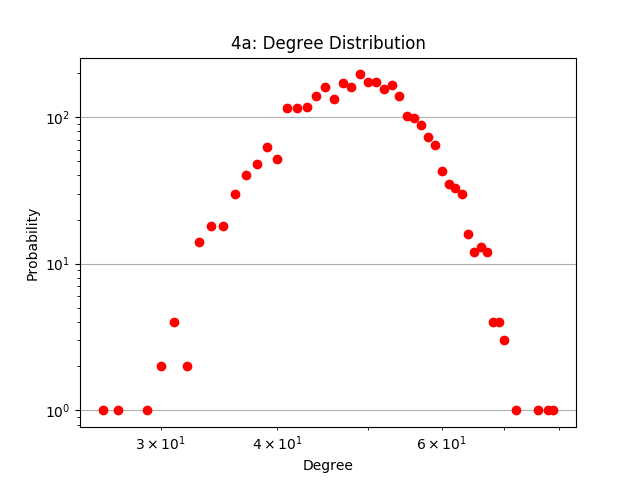 4a: Degree Distribution
Probability
10²
10¹
10⁰
3 × 10¹
4 × 10¹
6 × 10¹
Degree